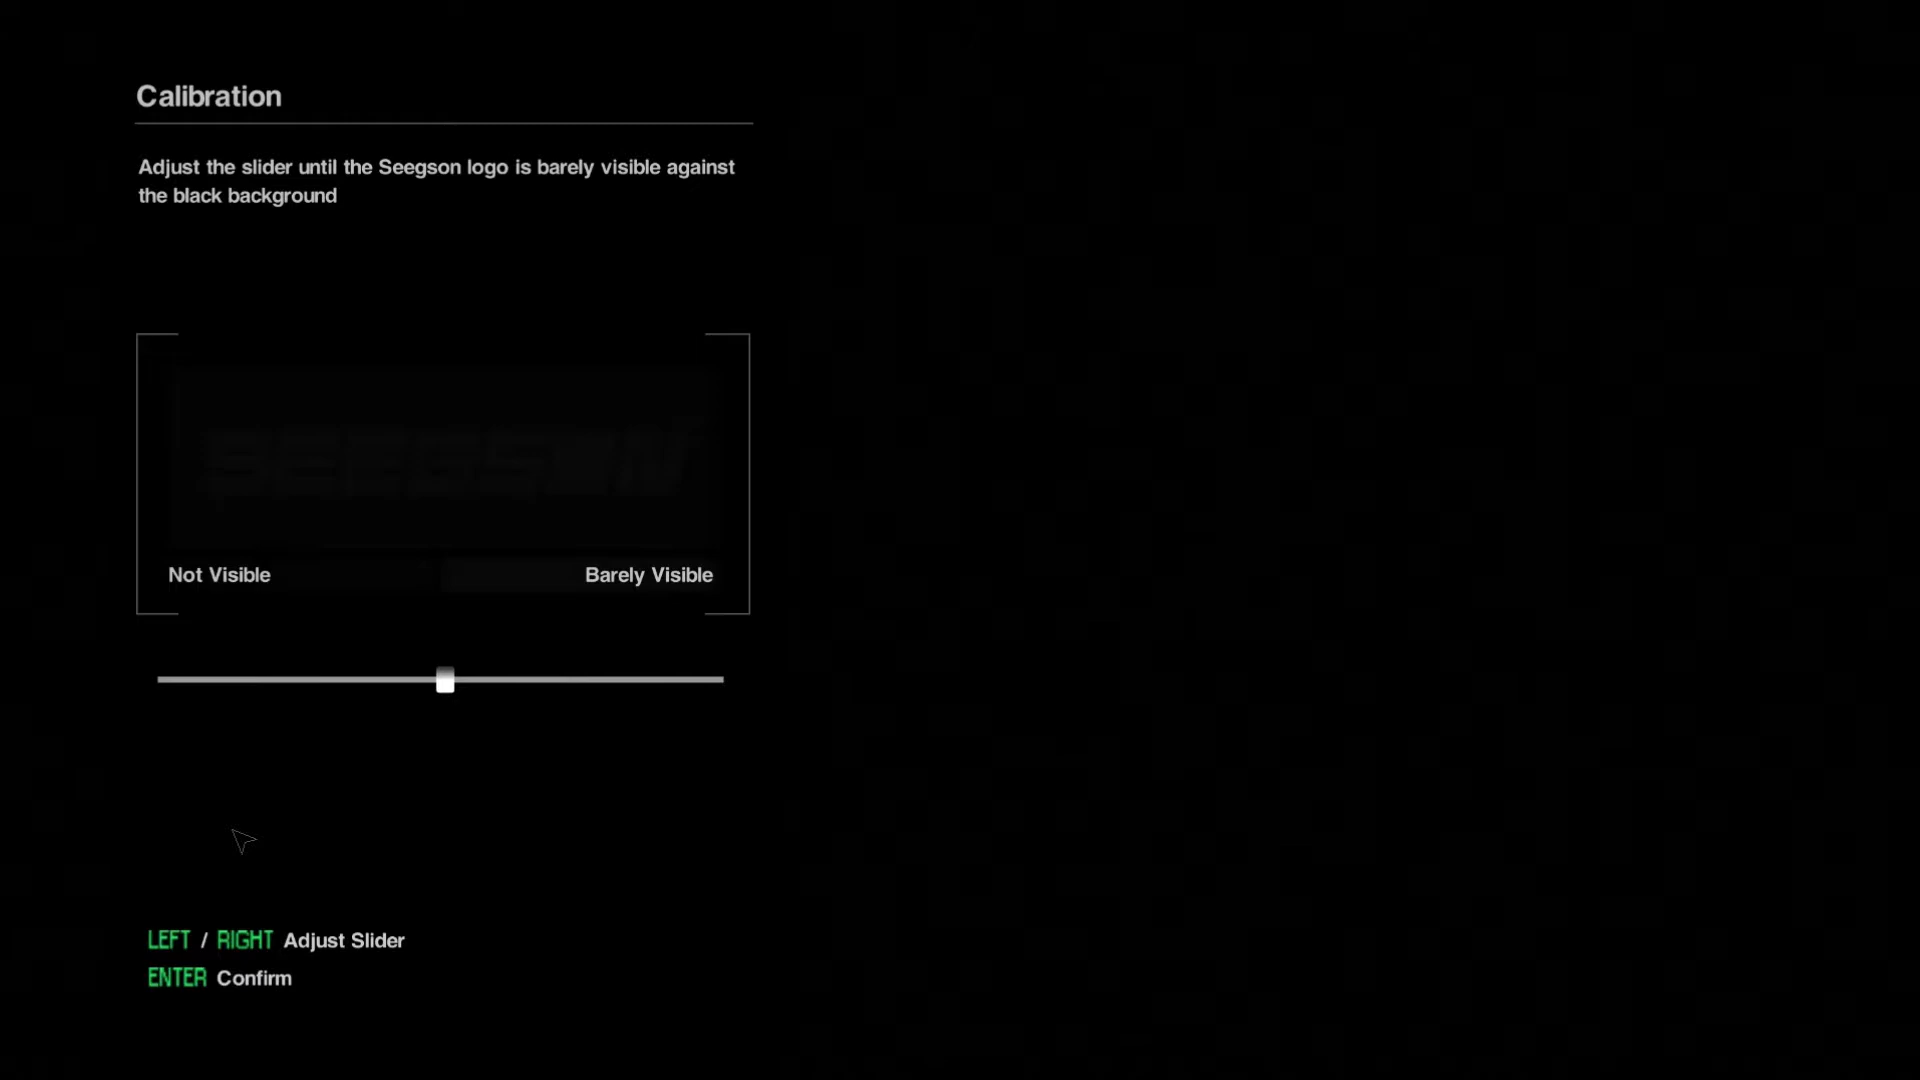 Calibration
Adjust the slider until the Seegson logo is barely visible against
the black background
SEEGSON
Not Visible
Barely Visible
LEFT / RIGHT Adjust Slider
ENTER Confirm